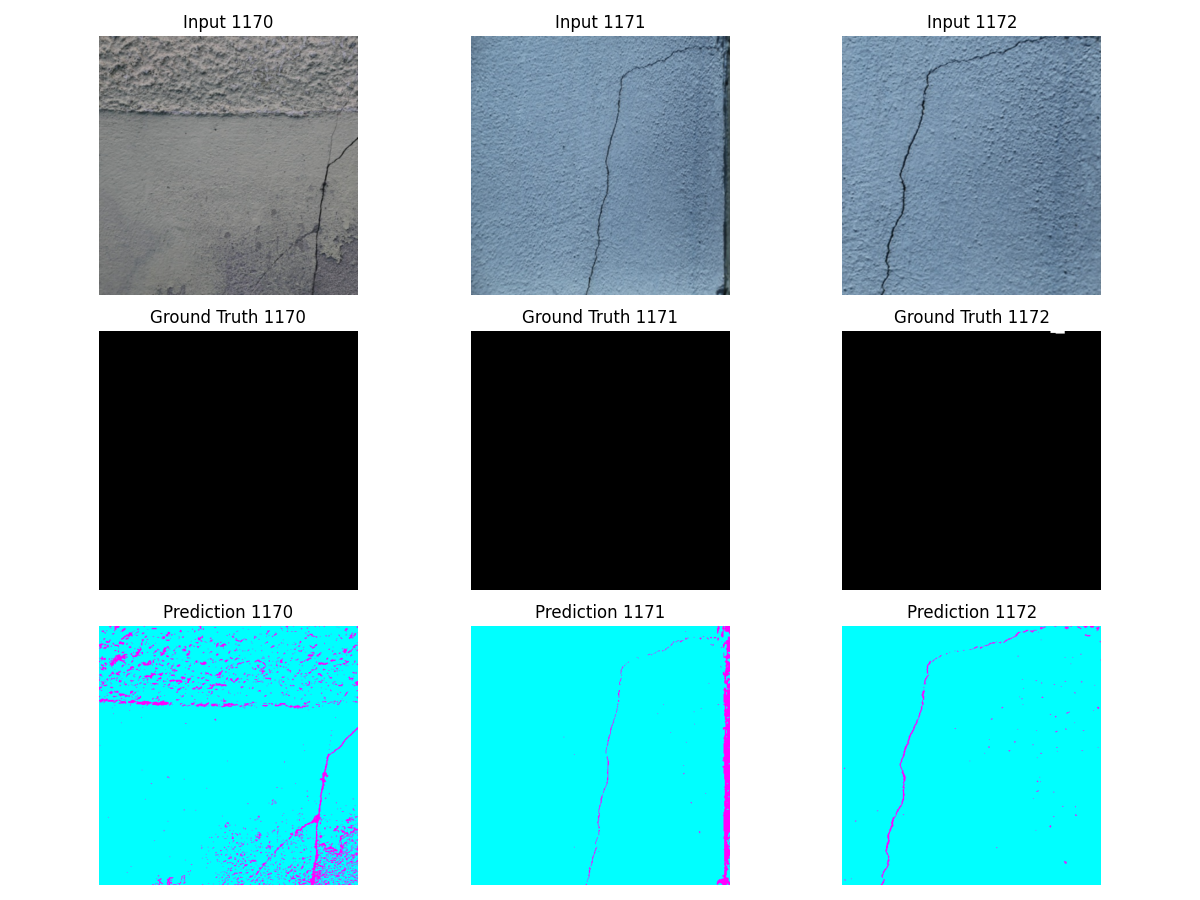 Input 1170
Input 1171
Input 1172
Ground Truth 1170
Ground Truth 1171
Ground Truth 1172
Prediction 1170
Prediction 1171
Prediction 1172